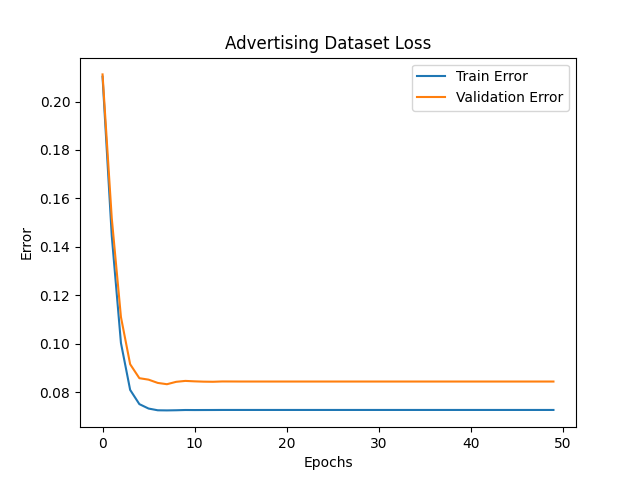 Advertising Dataset Loss
Train Error
Validation Error
0.20
0.18
0.16
0.14
0.12
0.10
0.08
Error
0
10
20
30
40
50
Epochs